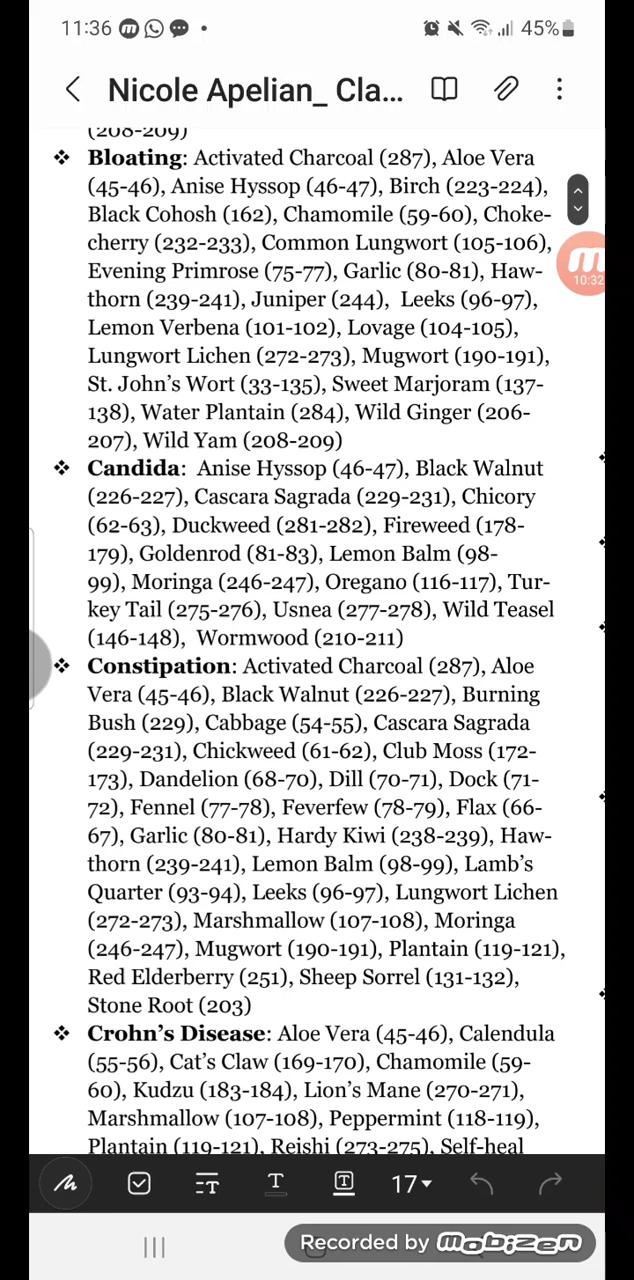 11:36
45%
Nicole Apelian_ Cla...
(208-209)
❖ Bloating: Activated Charcoal (287), Aloe Vera
(45-46), Anise Hyssop (46-47), Birch (223-224),
Black Cohosh (162), Chamomile (59-60), Choke-
cherry (232-233), Common Lungwort (105-106),
Evening Primrose (75-77), Garlic (80-81), Haw-
thorn (239-241), Juniper (244), Leeks (96-97),
Lemon Verbena (101-102), Lovage (104-105),
Lungwort Lichen (272-273), Mugwort (190-191),
St. John's Wort (33-135), Sweet Marjoram (137-
138), Water Plantain (284), Wild Ginger (206-
207), Wild Yam (208-209)
❖ Candida: Anise Hyssop (46-47), Black Walnut
(226-227), Cascara Sagrada (229-231), Chicory
(62-63), Duckweed (281-282), Fireweed (178-
179), Goldenrod (81-83), Lemon Balm (98-
99), Moringa (246-247), Oregano (116-117), Tur-
key Tail (275-276), Usnea (277-278), Wild Teasel
(146-148), Wormwood (210-211)
❖ Constipation: Activated Charcoal (287), Aloe
Vera (45-46), Black Walnut (226-227), Burning
Bush (229), Cabbage (54-55), Cascara Sagrada
(229-231), Chickweed (61-62), Club Moss (172-
173), Dandelion (68-70), Dill (70-71), Dock (71-
72), Fennel (77-78), Feverfew (78-79), Flax (66-
67), Garlic (80-81), Hardy Kiwi (238-239), Haw-
thorn (239-241), Lemon Balm (98-99), Lamb's
Quarter (93-94), Leeks (96-97), Lungwort Lichen
(272-273), Marshmallow (107-108), Moringa
(246-247), Mugwort (190-191), Plantain (119-121),
Red Elderberry (251), Sheep Sorrel (131-132),
Stone Root (203)
❖ Crohn's Disease: Aloe Vera (45-46), Calendula
(55-56), Cat's Claw (169-170), Chamomile (59-
60), Kudzu (183-184), Lion's Mane (270-271),
Marshmallow (107-108), Peppermint (118-119),
Plantain (119-121), Reishi (273-275), Self-heal
10:32
17
Recorded by mobizen